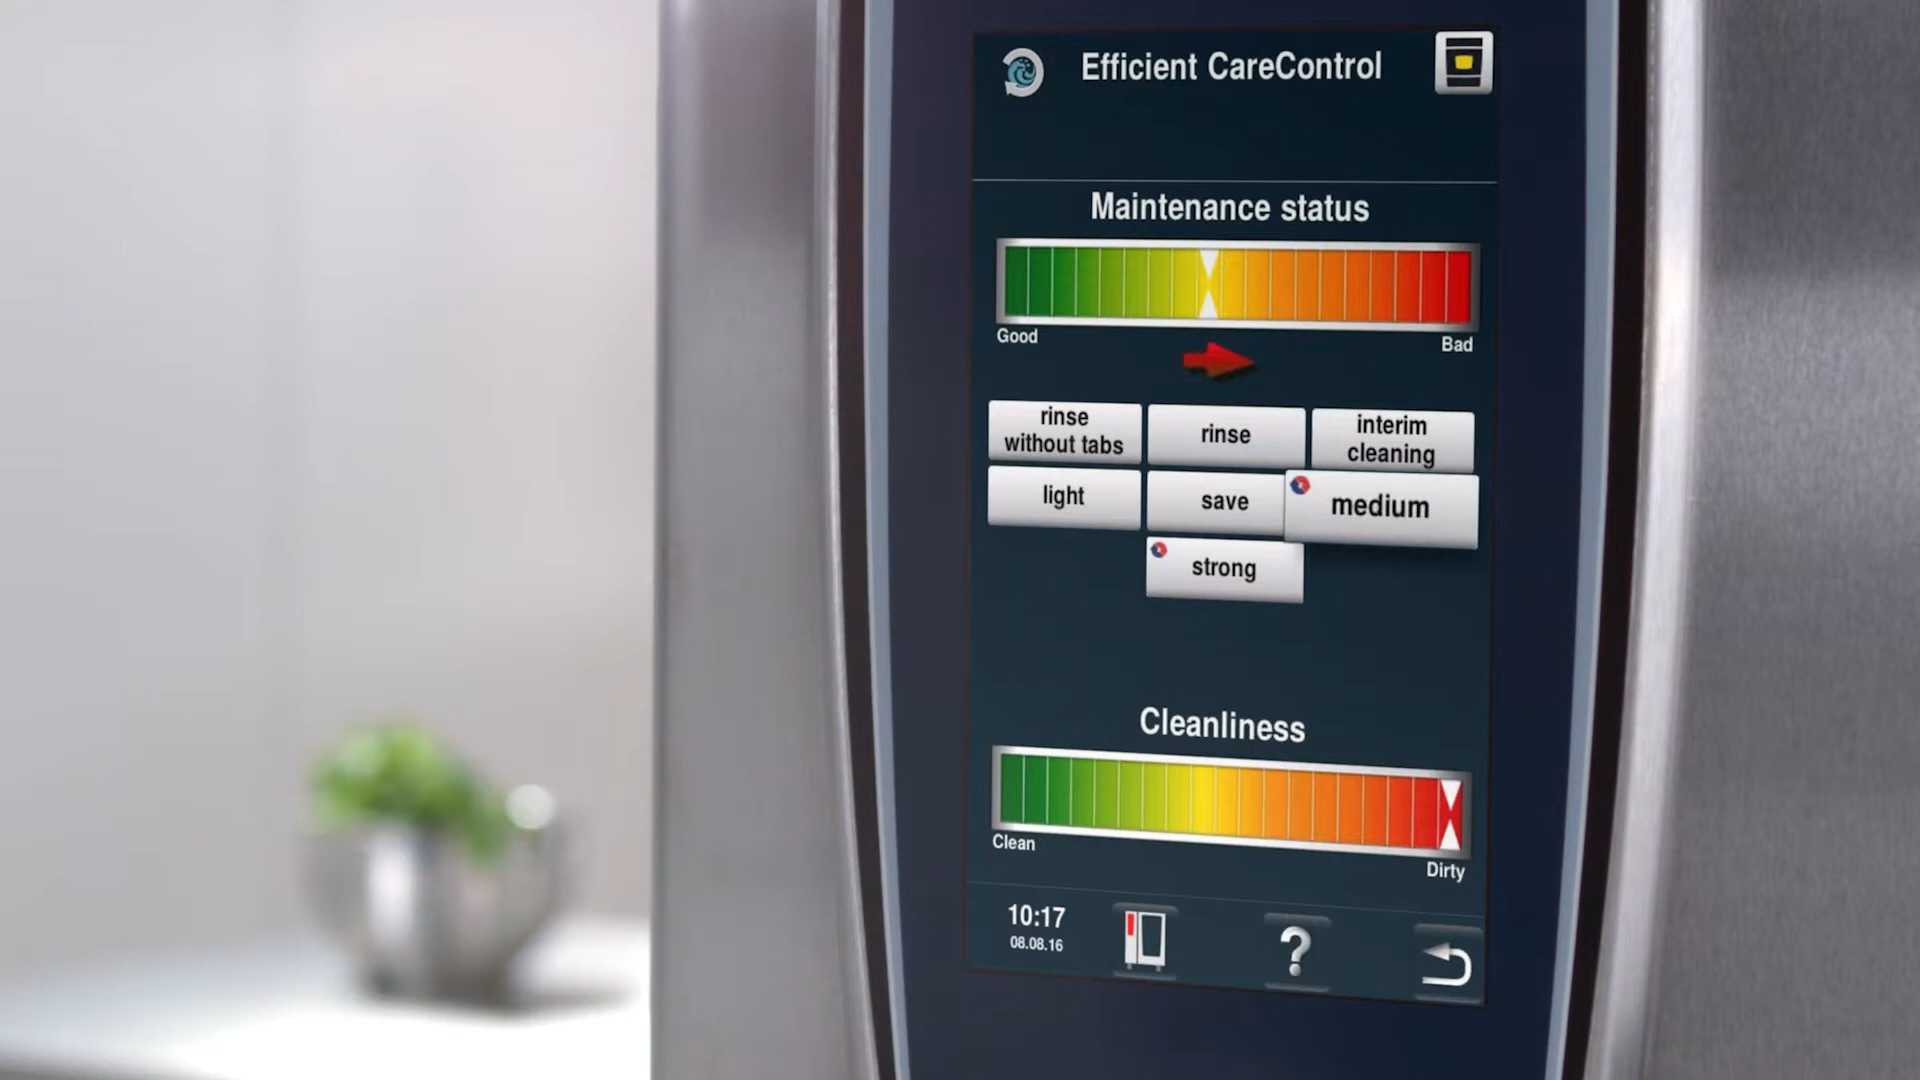 Efficient CareControl
Maintenance status
Good
Bad
rinse
without tabs
rinse
interim
cleaning
light
save
medium
strong
Cleanliness
Clean
Dirty
10:17
08.08.16
?